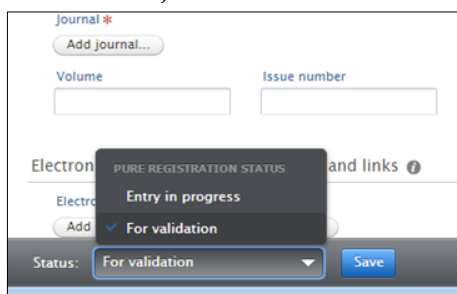 Journal *
Add journal...
Volume Issue number
Electron and links
PURE REGISTRATION STATUS
Entry in progress
Electro
Add For validation
Status: For validation Save